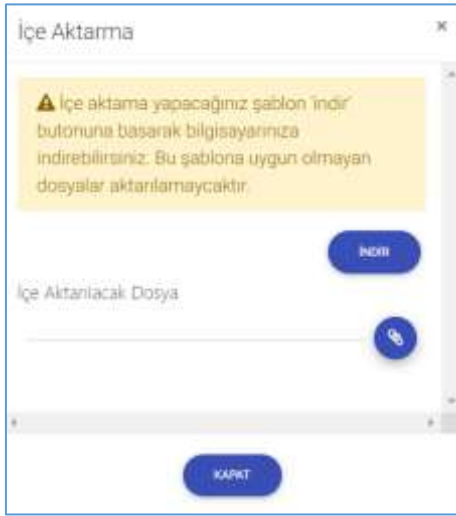 İçe Aktarma
×
İçe aktama yapacağınız şablon 'indir'
butonuna basarak bilgisayarınıza
indirebilirsiniz. Bu şablona uygun olmayan
dosyalar aktarılamaycaktır.
İNDİR
İçe Aktarılacak Dosya
KAPAT